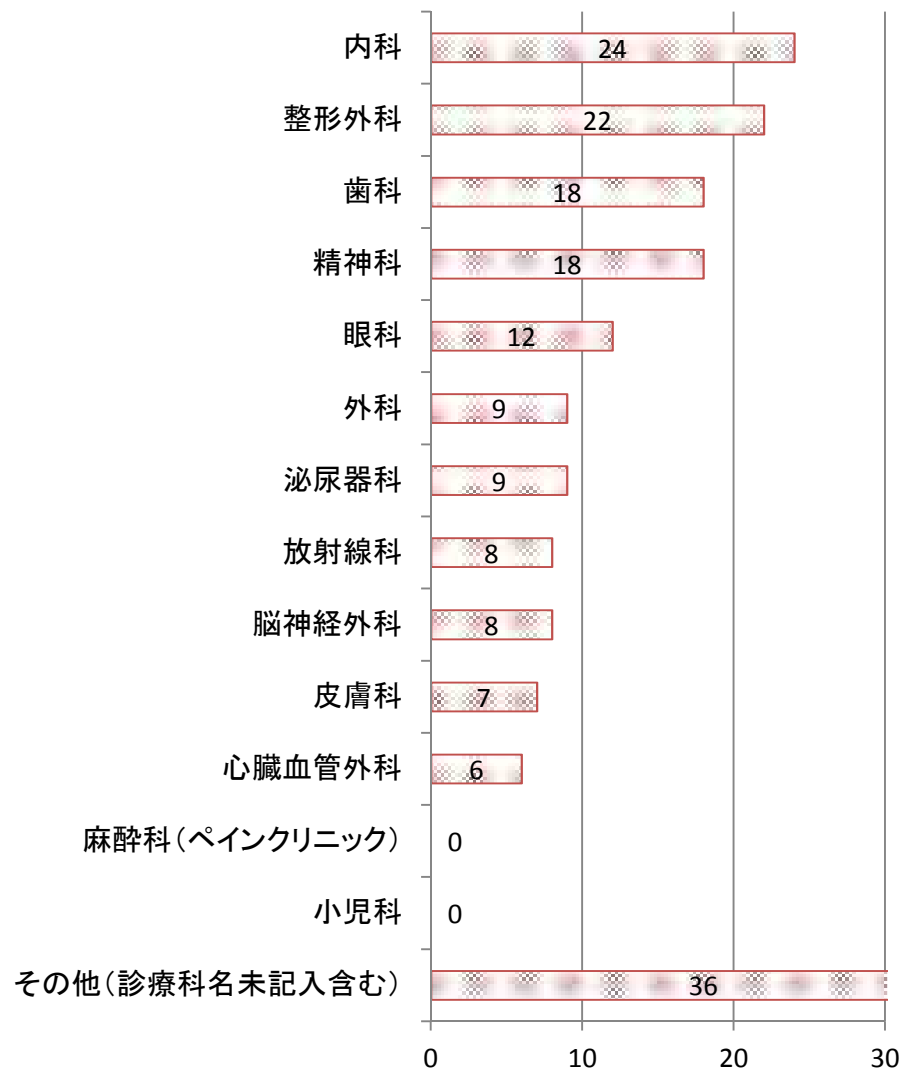 内科 24
整形外科 22
歯科 18
精神科 18
眼科 12
外科 9
泌尿器科 9
放射線科 8
脳神経外科 8
皮膚科 7
心臓血管外科 6
麻酔科(ペインクリニック) 0
小児科 0
その他(診療科名未記入含む) 36
0 10 20 30